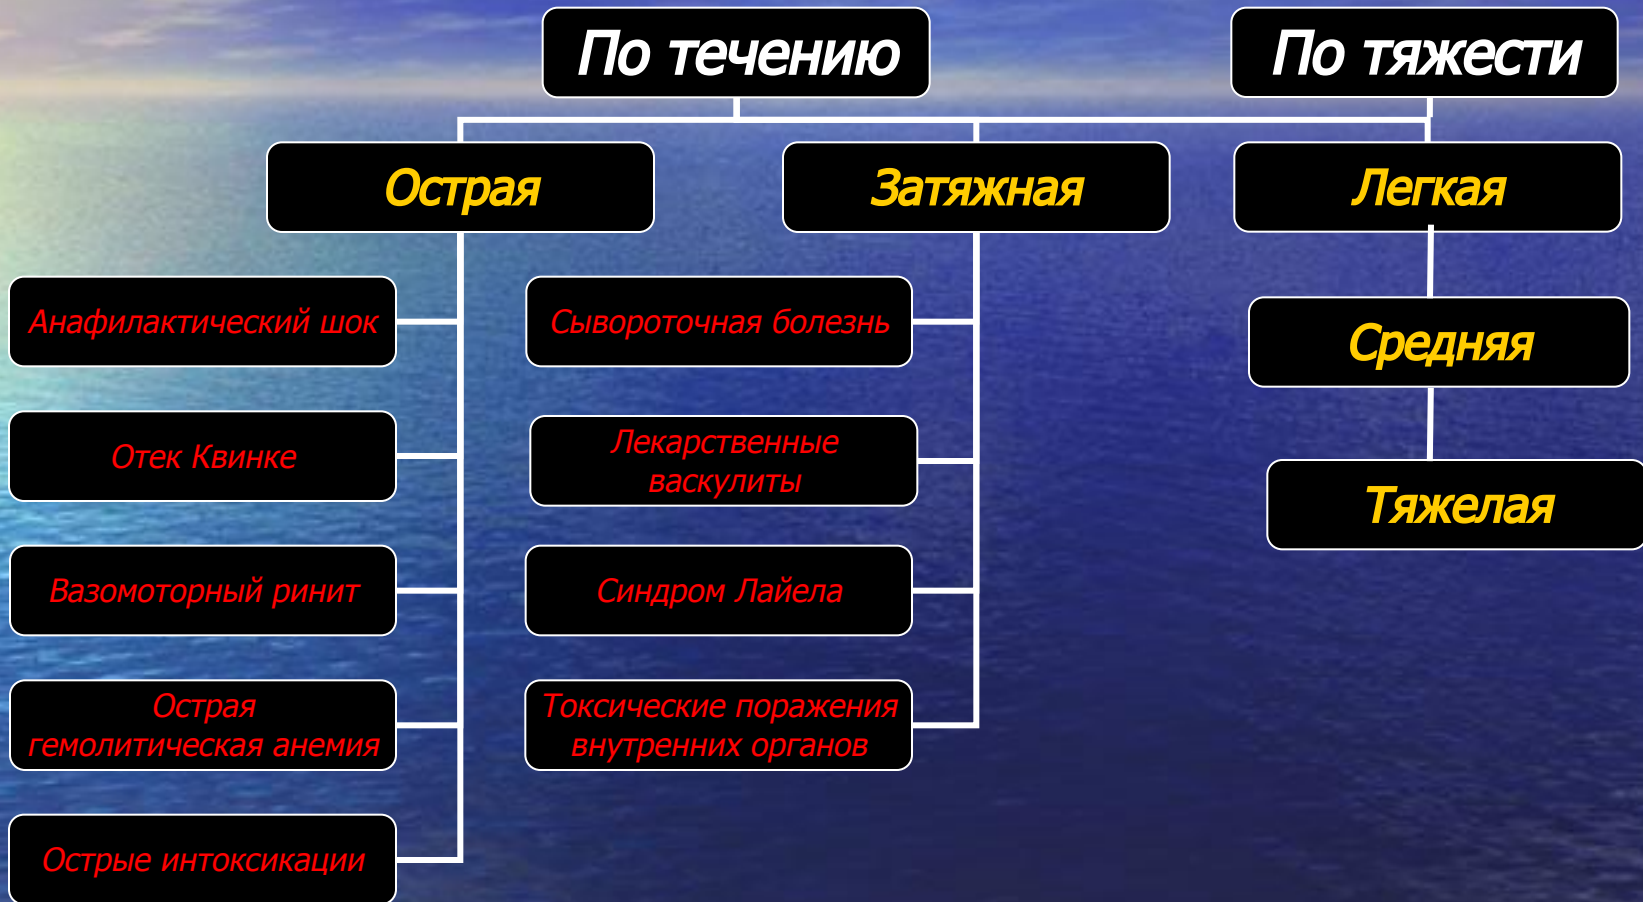 По течению
По тяжести
Острая
Затяжная
Легкая
Анафилактический шок
Сывороточная болезнь
Средняя
Отек Квинке
Лекарственные
васкулиты
Тяжелая
Вазомоторный ринит
Синдром Лайела
Острая
гемолитическая анемия
Токсические поражения
внутренних органов
Острые интоксикации